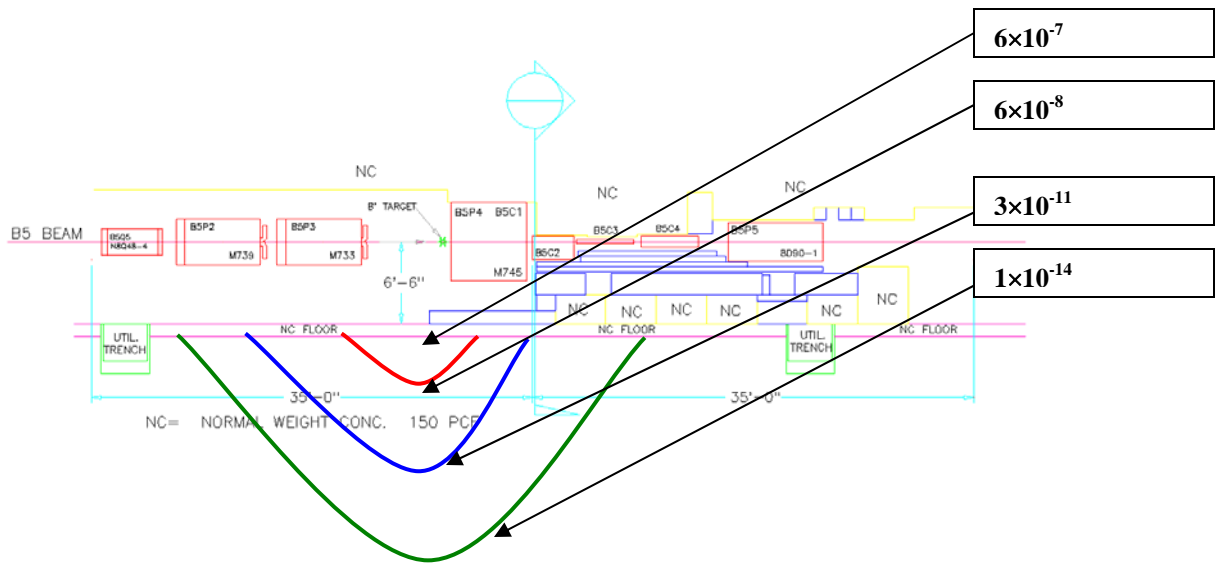 6×10⁻⁷
6×10⁻⁸
3×10⁻¹¹
1×10⁻¹⁴
NC
NC
NC
B' TARGET
B5P4 B5C1
M745
B5 BEAM
B5Q5
N8Q48-4
B5P2
M739
B5P3
M733
B5C2
B5C3
B5C4
B5P5
BD90-1
6'-6"
NC
NC
NC
NC
NC
NC
NC FLOOR
NC FLOOR
NC FLOOR
UTIL.
TRENCH
UTIL.
TRENCH
35'-0"
35'-0"
NC= NORMAL WEIGHT CONC. 150 PCF